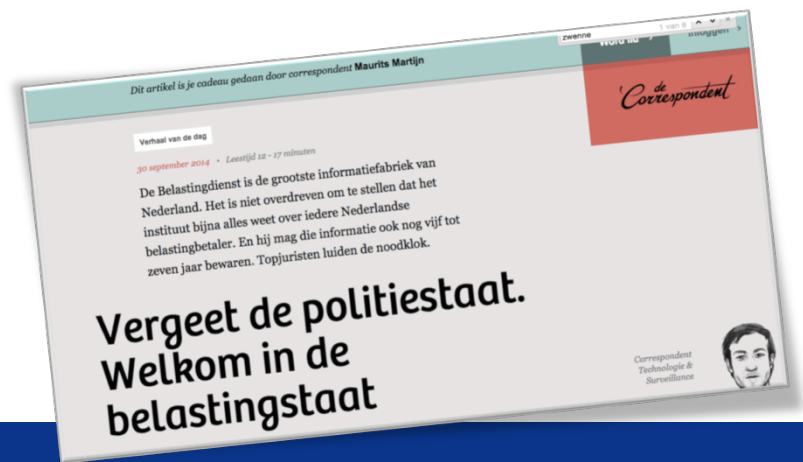 zwenne
1 van 8
Dit artikel is je cadeau gedaan door correspondent Maurits Martijn
Word lid
Inloggen
de
Correspondent
Verhaal van de dag
30 september 2014 • Leestijd 12 - 17 minuten
De Belastingdienst is de grootste informatiefabriek van
Nederland. Het is niet overdreven om te stellen dat het
instituut bijna alles weet over iedere Nederlandse
belastingbetaler. En hij mag die informatie ook nog vijf tot
zeven jaar bewaren. Topjuristen luiden de noodklok.
Vergeet de politiestaat.
Welkom in de
belastingstaat
Correspondent
Technologie &
Surveillance